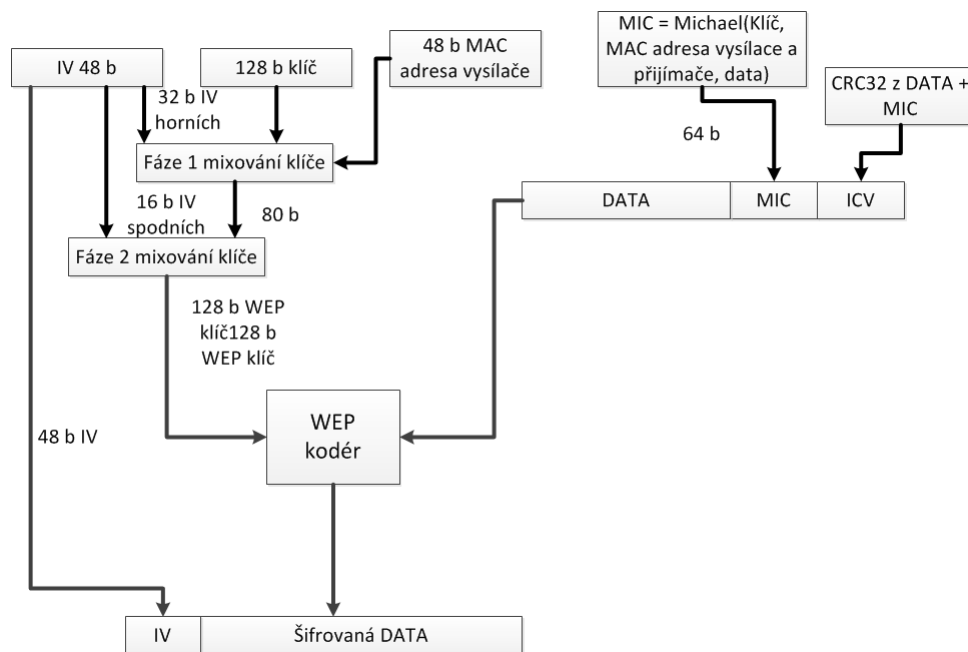 IV 48 b
128 b klíč
48 b MAC
adresa vysílače
MIC = Michael(Klíč,
MAC adresa vysílace a
přijímače, data)
CRC32 z DATA +
MIC
32 b IV
horních
64 b
Fáze 1 mixování klíče
16 b IV
spodních
80 b
DATA
MIC
ICV
Fáze 2 mixování klíče
128 b WEP
klíč128 b
WEP klíč
WEP
kodér
48 b IV
IV
Šifrovaná DATA